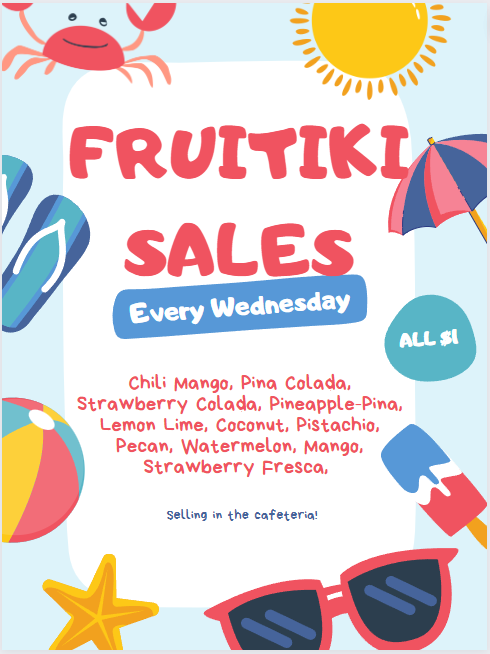 FRUITIKI
SALES
Every Wednesday
ALL $1
Chili Mango, Pina Colada,
Strawberry Colada, Pineapple-Pina,
Lemon Lime, Coconut, Pistachio,
Pecan, Watermelon, Mango,
Strawberry Fresca,
Selling in the cafeteria!